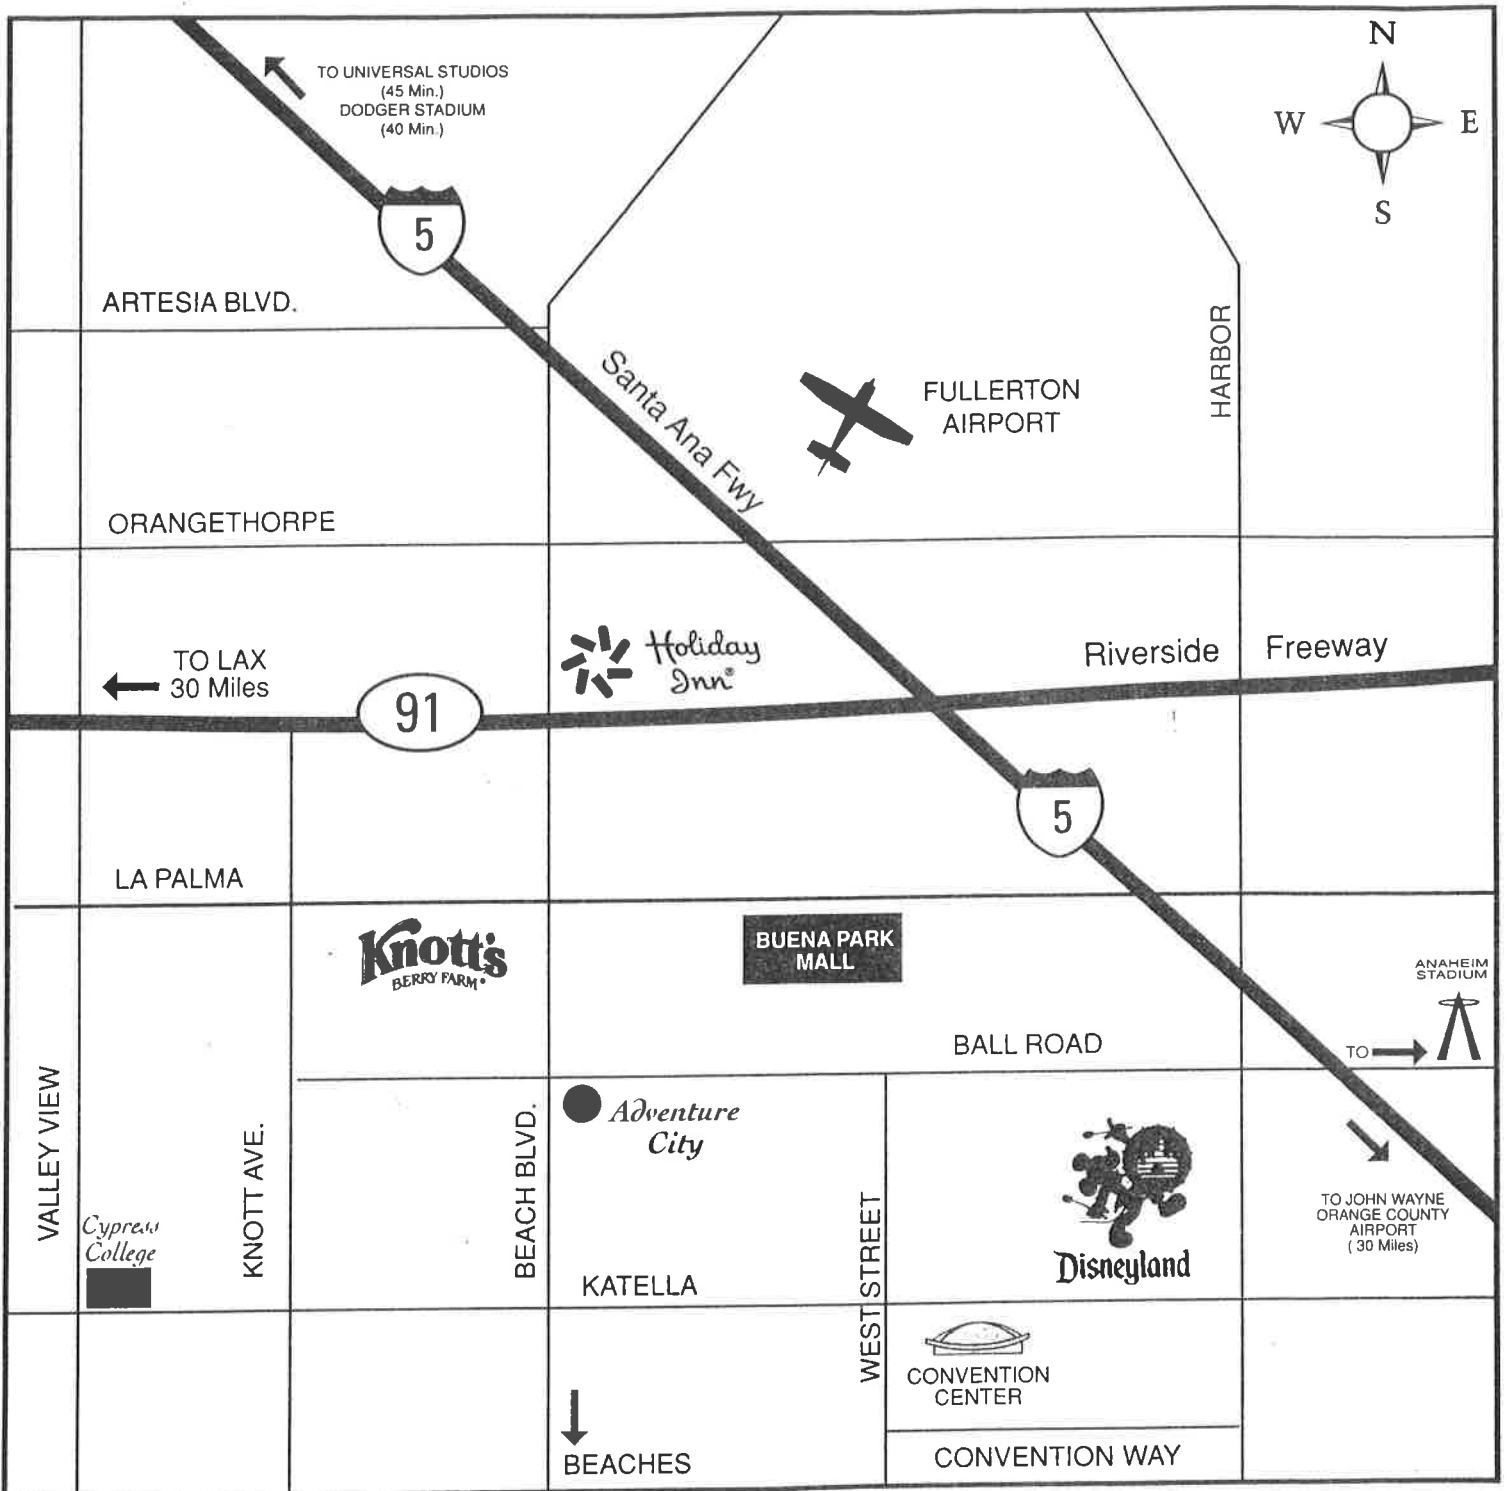 N
W E
S
TO UNIVERSAL STUDIOS
(45 Min.)
DODGER STADIUM
(40 Min.)
5
ARTESIA BLVD.
Santa Ana Fwy
FULLERTON
AIRPORT
HARBOR
ORANGETHORPE
TO LAX
30 Miles
91
Holiday
Inn®
Riverside Freeway
5
LA PALMA
Knott's
BERRY FARM®
BUENA PARK
MALL
ANAHEIM
STADIUM
TO
BALL ROAD
VALLEY VIEW
KNOTT AVE.
BEACH BLVD.
Adventure
City
WEST STREET
Disneyland
TO JOHN WAYNE
ORANGE COUNTY
AIRPORT
(30 Miles)
Cypress
College
KATELLA
CONVENTION
CENTER
BEACHES
CONVENTION WAY